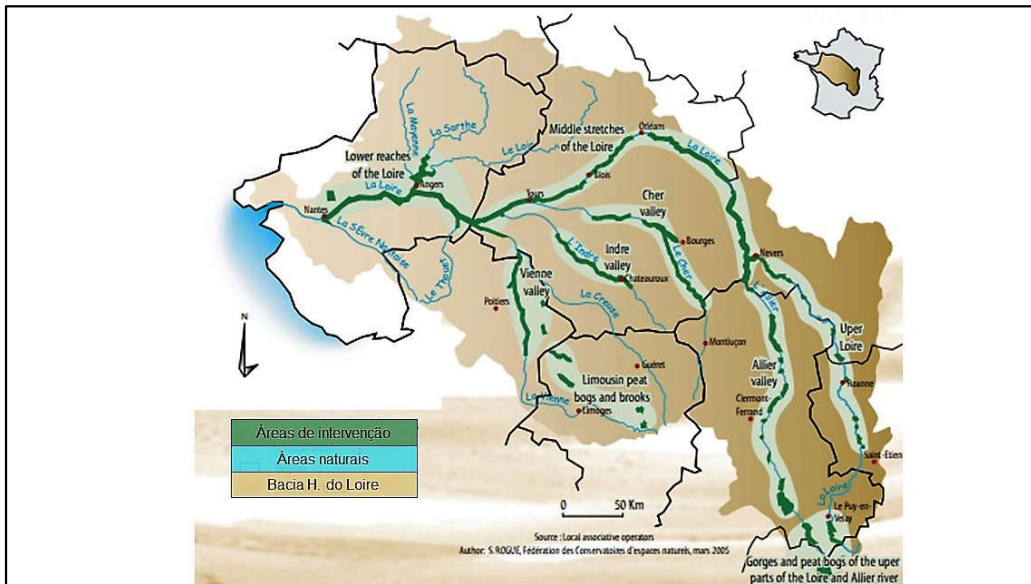 La Mayenne
La Sarthe
Le Loir
Middle stretches
of the Loire
Orléans
La Loire
Lower reaches
of the Loire
La Loire
Angers
Blois
Tours
Nantes
La SÈvre Nantaise
Le Thouet
Cher
valley
Bourges
Le Cher
Nevers
L'Indre
Indre
valley
Chateauroux
L'Allier
Vienne
valley
Poitiers
La Creuse
N
Uper
Loire
Montluçon
Guéret
Allier
valley
Roanne
Limousin peat
bogs and brooks
La Vienne
Limoges
Clermont-
Ferrand
Saint-Etienn
La Loire
Le Puy-en-
Velay
Áreas de intervenção
Áreas naturais
Bacia H. do Loire
0 50 Km
Source : Local associative operators
Author: S. ROGUE, Fédération des Conservatoires d'espaces naturels, mars 2005
Gorges and peat bogs of the uper
parts of the Loire and Allier river